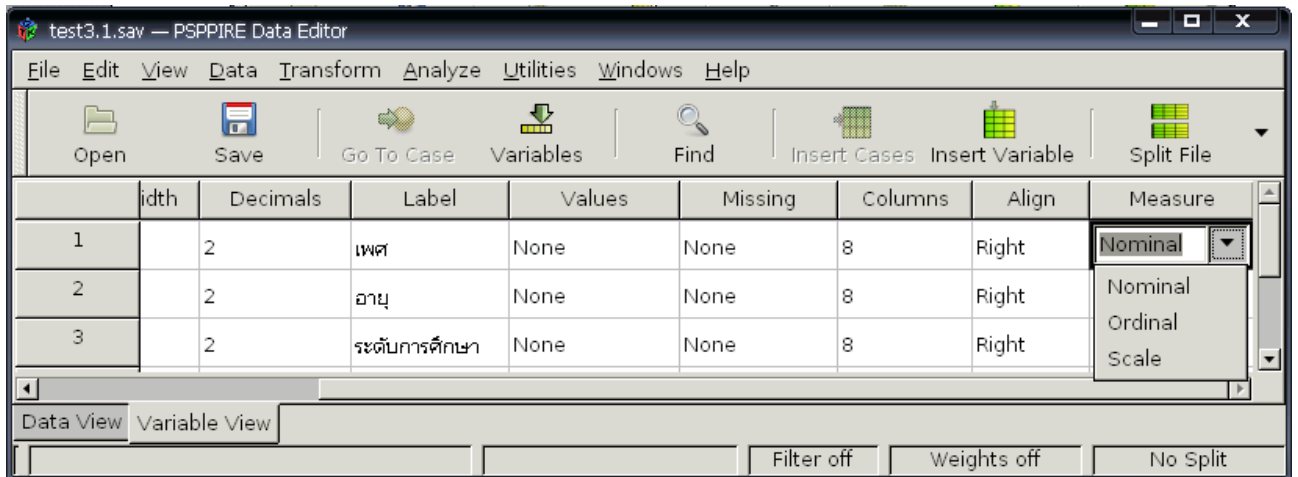 test3.1.sav — PSPPIRE Data Editor
File Edit View Data Transform Analyze Utilities Windows Help
Open Save Go To Case Variables Find Insert Cases Insert Variable Split File
idth Decimals Label Values Missing Columns Align Measure
1 2 เพศ None None 8 Right Nominal
2 2 อายุ None None 8 Right Nominal
Ordinal
3 2 ระดับการศึกษา None None 8 Right Scale
Data View Variable View
Filter off Weights off No Split